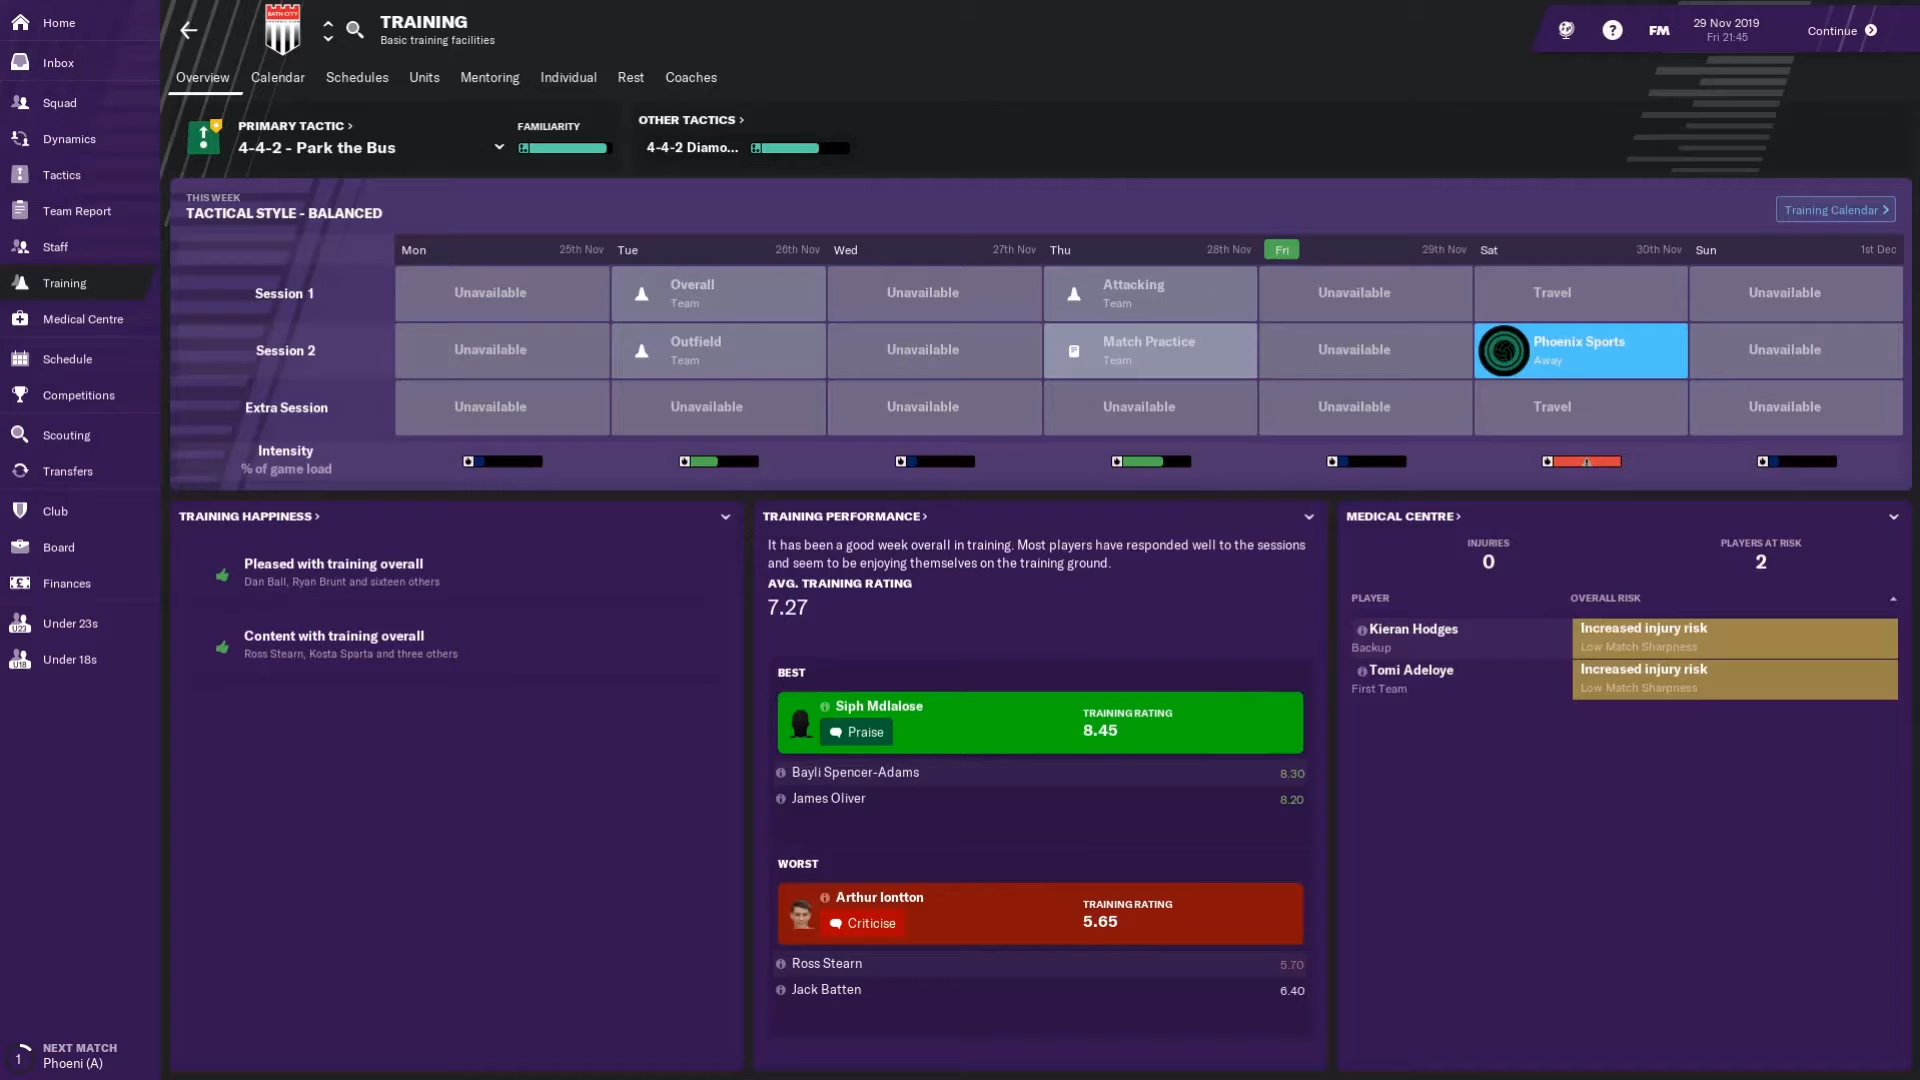 Home
Inbox
Squad
Dynamics
Tactics
Team Report
Staff
Training
Medical Centre
Schedule
Competitions
Scouting
Transfers
Club
Board
Finances
U23
Under 23s
U18
Under 18s
1
NEXT MATCH
Phoeni (A)
BATH CITY
TRAINING
Basic training facilities
?
FM
29 Nov 2019
Fri 21:45
Continue
Overview
Calendar
Schedules
Units
Mentoring
Individual
Rest
Coaches
PRIMARY TACTIC >
4-4-2 - Park the Bus
FAMILIARITY
OTHER TACTICS >
4-4-2 Diamo...
THIS WEEK
TACTICAL STYLE - BALANCED
Training Calendar >
Mon 25th Nov Tue 26th Nov Wed 27th Nov Thu 28th Nov Fri 29th Nov Sat 30th Nov Sun 1st Dec
Session 1
Unavailable
Overall
Team
Unavailable
Attacking
Team
Unavailable
Travel
Unavailable
Session 2
Unavailable
Outfield
Team
Unavailable
Match Practice
Team
Unavailable
Phoenix Sports
Away
Unavailable
Extra Session
Unavailable
Unavailable
Unavailable
Unavailable
Unavailable
Travel
Unavailable
Intensity
% of game load
TRAINING HAPPINESS >
Pleased with training overall
Dan Ball, Ryan Brunt and sixteen others
Content with training overall
Ross Stearn, Kosta Sparta and three others
TRAINING PERFORMANCE >
It has been a good week overall in training. Most players have responded well to the sessions
and seem to be enjoying themselves on the training ground.
AVG. TRAINING RATING
7.27
BEST
Siph Mdlalose
Praise
TRAINING RATING
8.45
Bayli Spencer-Adams 8.30
James Oliver 8.20
WORST
Arthur Iontton
Criticise
TRAINING RATING
5.65
Ross Stearn 5.70
Jack Batten 6.40
MEDICAL CENTRE >
INJURIES
0
PLAYERS AT RISK
2
PLAYER
OVERALL RISK
Kieran Hodges
Backup
Increased injury risk
Low Match Sharpness
Tomi Adeloye
First Team
Increased injury risk
Low Match Sharpness